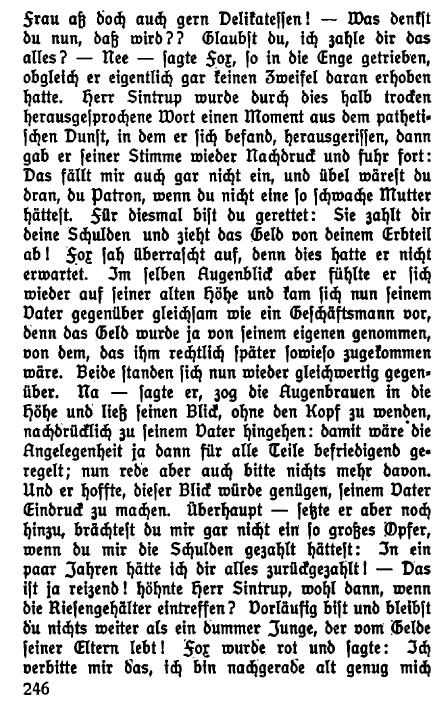 Frau aß doch auch gern Delikatessen! — Was denkst
du nun, daß wird?? Glaubst du, ich zahle dir das
alles? — Nee — sagte Fox, so in die Enge getrieben,
obgleich er eigentlich gar keinen Zweifel daran erhoben
hatte. Herr Sintrup wurde durch dies halb trocken
herausgesprochene Wort einen Moment aus dem patheti-
schen Dunst, in dem er sich befand, herausgerissen, dann
gab er seiner Stimme wieder Nachdruck und fuhr fort:
Das fällt mir auch gar nicht ein, und übel wärest du
dran, du Patron, wenn du nicht eine so schwache Mutter
hättest. Für diesmal bist du gerettet: Sie zahlt dir
deine Schulden und zieht das Geld von deinem Erbteil
ab! Fox sah überrascht auf, denn dies hatte er nicht
erwartet. Im selben Augenblick aber fühlte er sich
wieder auf seiner alten Höhe und kam sich nun seinem
Vater gegenüber gleichsam wie ein Geschäftsmann vor,
denn das Geld wurde ja von seinem eigenen genommen,
von dem, das ihm rechtlich später sowieso zugekommen
wäre. Beide standen sich nun wieder gleichwertig gegen-
über. Na — sagte er, zog die Augenbrauen in die
Höhe und ließ seinen Blick, ohne den Kopf zu wenden,
nachdrücklich zu seinem Vater hingehen: damit wäre die
Angelegenheit ja dann für alle Teile befriedigend ge-
regelt; nun rede aber auch bitte nichts mehr davon.
Und er hoffte, dieser Blick würde genügen, seinem Vater
Eindruck zu machen. Überhaupt — setzte er aber noch
hinzu, brächtest du mir gar nicht ein so großes Opfer,
wenn du mir die Schulden gezahlt hättest: In ein
paar Jahren hätte ich dir alles zurückgezahlt! — Das
ist ja reizend! höhnte Herr Sintrup, wohl dann, wenn
die Riesengehälter eintreffen? Vorläufig bist und bleibst
du nichts weiter als ein dummer Junge, der vom Gelde
seiner Eltern lebt! Fox wurde rot und sagte: Ich
verbitte mir das, ich bin nachgerade alt genug mich
246